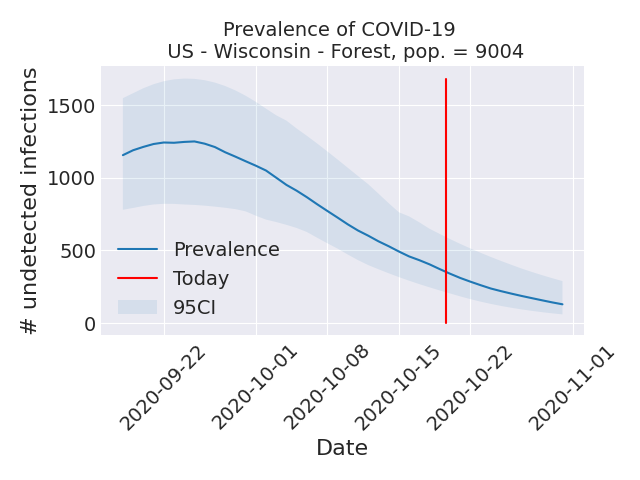 Prevalence of COVID-19
US - Wisconsin - Forest, pop. = 9004
# undetected infections
1500
1000
500
0
Prevalence
Today
95CI
2020-09-22
2020-10-01
2020-10-08
2020-10-15
2020-10-22
2020-11-01
Date